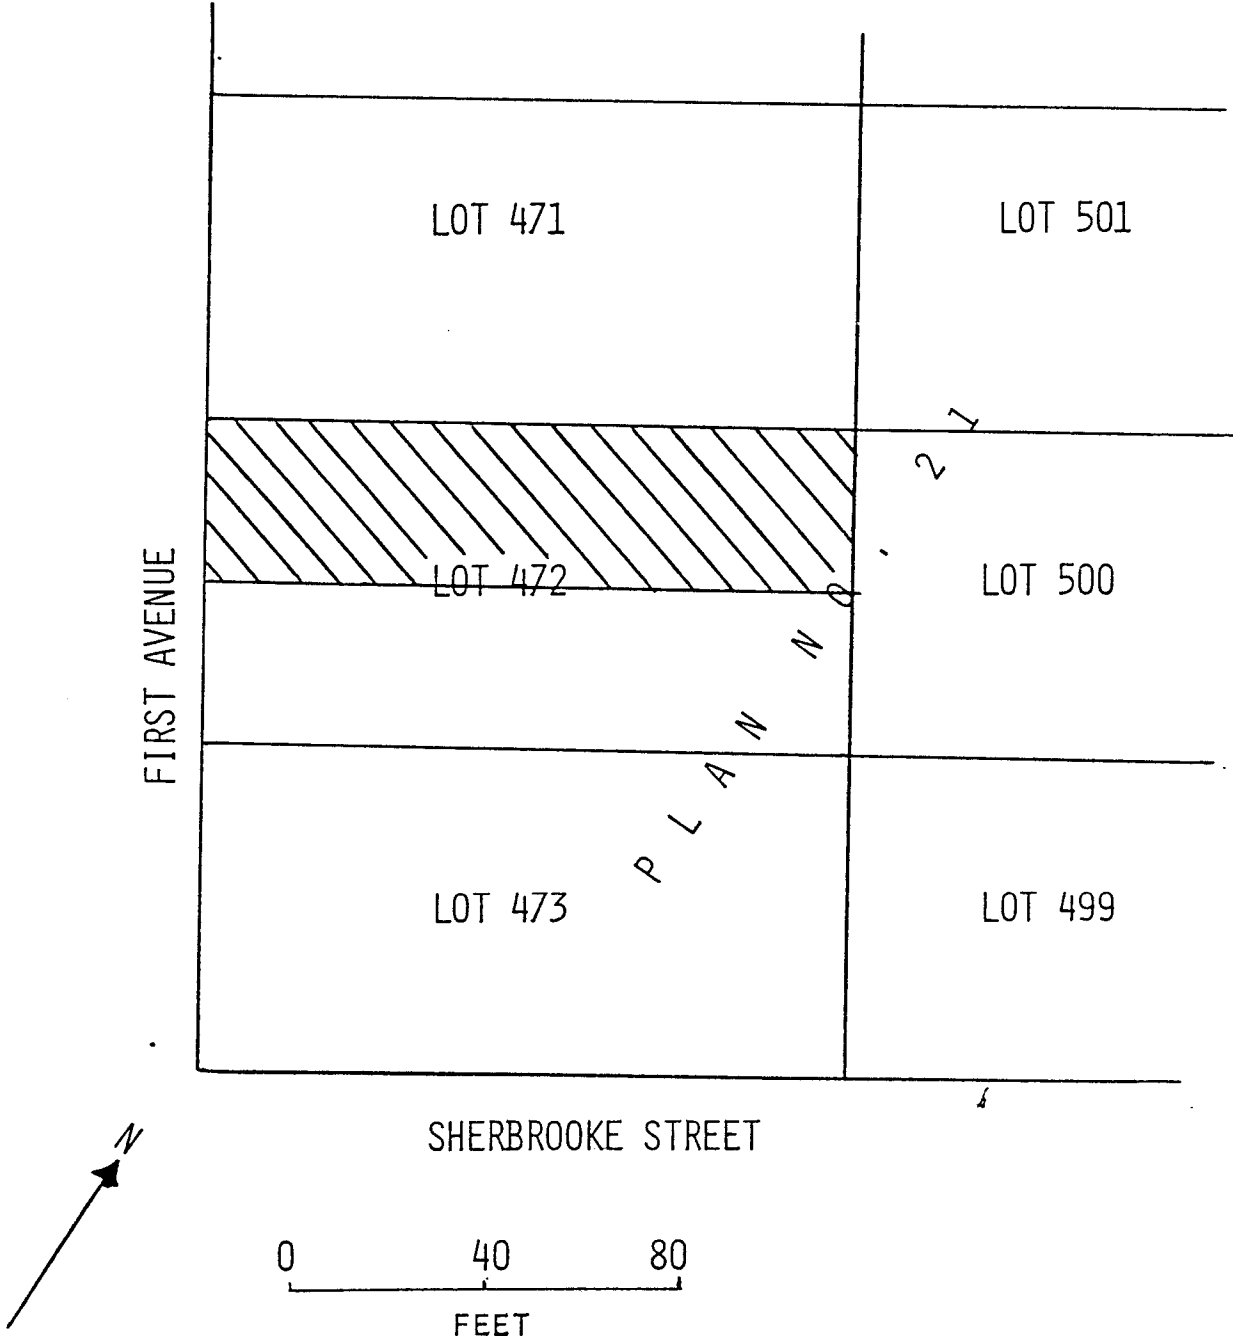 LOT 471
LOT 501
LOT 472
LOT 500
PLAN NO. 21
FIRST AVENUE
LOT 473
LOT 499
SHERBROOKE STREET
N
0 40 80
FEET